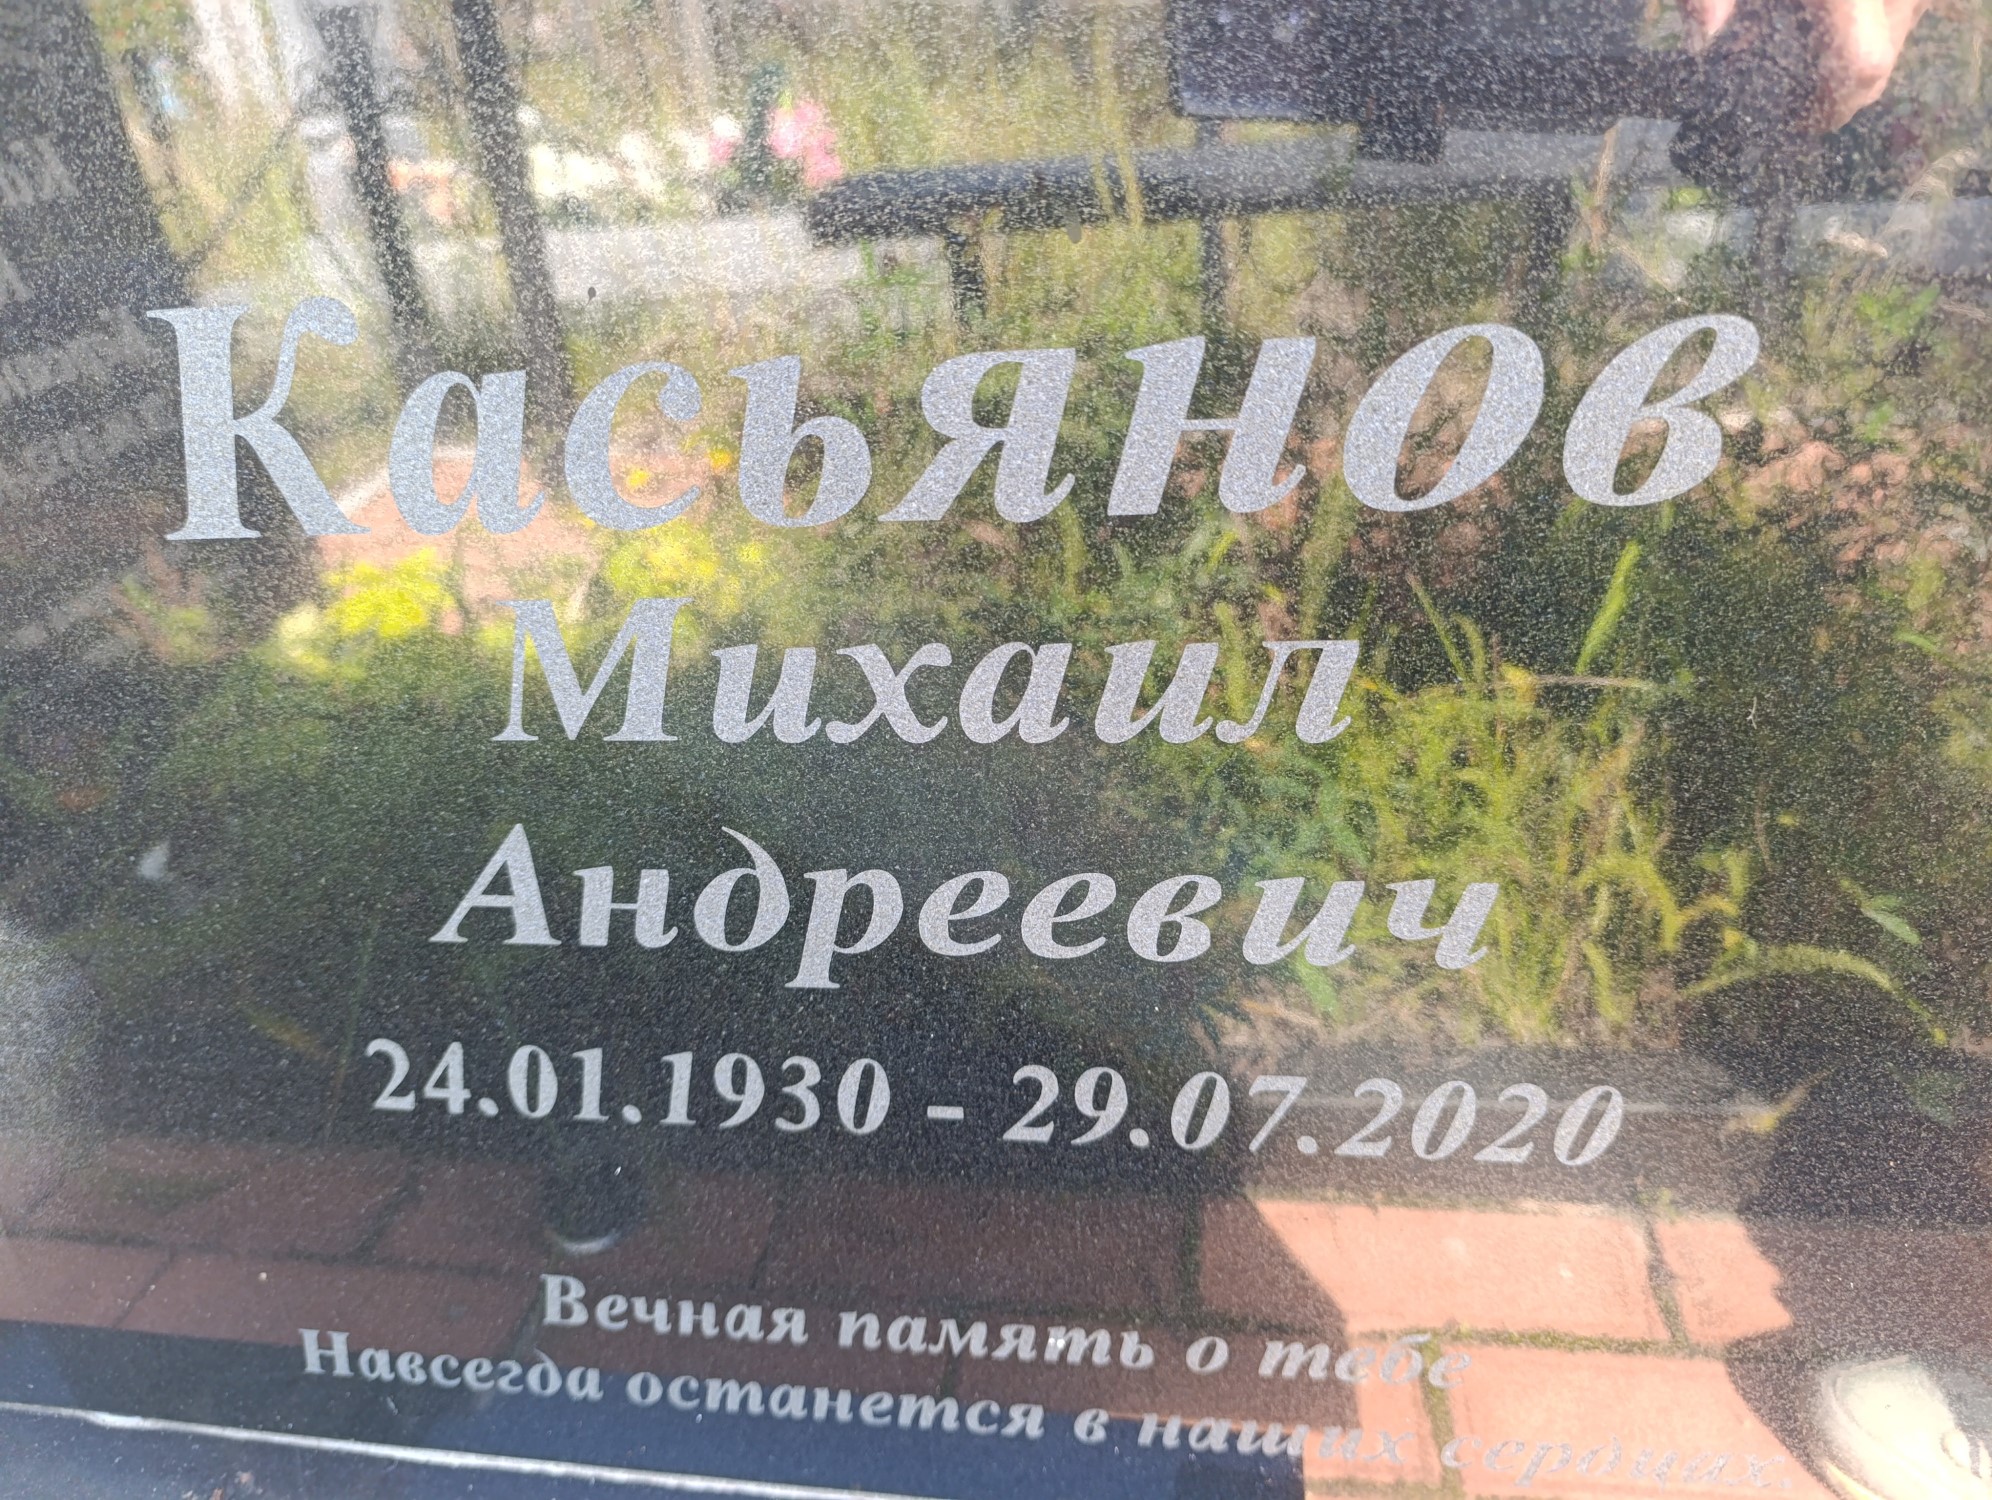 Касьянов
Михаил
Андреевич
24.01.1930 - 29.07.2020
Вечная память о тебе
Навсегда останется в наших сердцах.